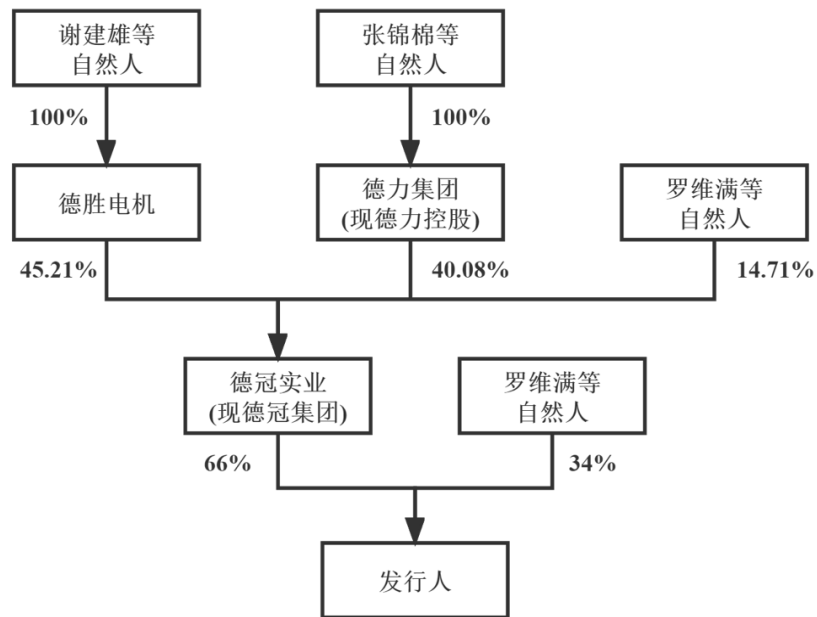 谢建雄等
自然人
张锦棉等
自然人
100%
100%
德胜电机
德力集团
(现德力控股)
罗维满等
自然人
45.21%
40.08%
14.71%
德冠实业
(现德冠集团)
罗维满等
自然人
66%
34%
发行人